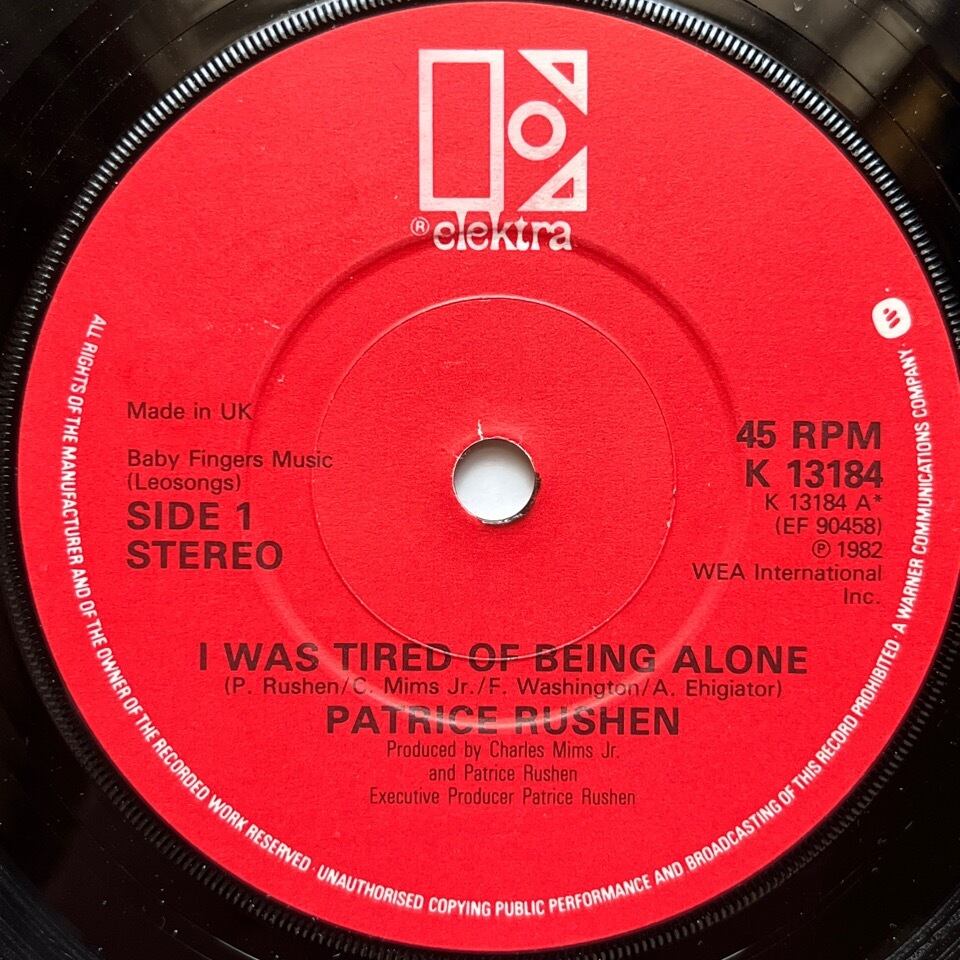 ® elektra
Made in UK
Baby Fingers Music
(Leosongs)
SIDE 1
STEREO
45 RPM
K 13184
K 13184 A*
(EF 90458)
℗ 1982
WEA International
Inc.
I WAS TIRED OF BEING ALONE
(P. Rushen/C. Mims Jr./F. Washington/A. Ehigiator)
PATRICE RUSHEN
Produced by Charles Mims Jr.
and Patrice Rushen
Executive Producer Patrice Rushen
ALL RIGHTS OF THE MANUFACTURER AND OF THE OWNER OF THE RECORDED WORK RESERVED · UNAUTHORISED COPYING PUBLIC PERFORMANCE AND BROADCASTING OF THIS RECORD PROHIBITED · A WARNER COMMUNICATIONS COMPANY ·